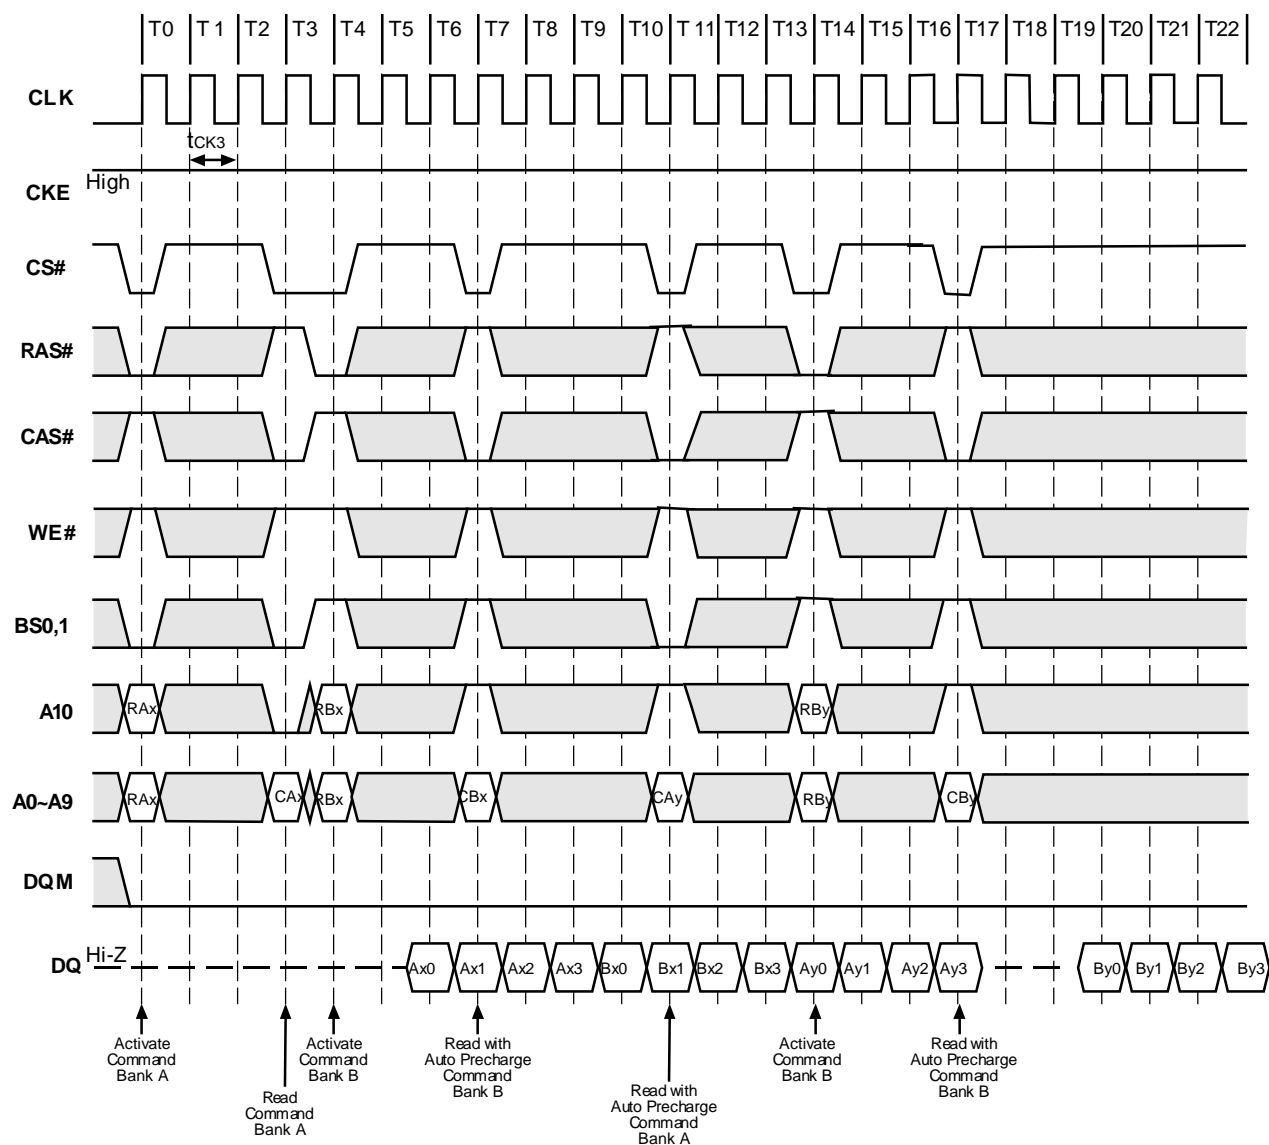 T0 T 1 T2 T3 T4 T5 T6 T7 T8 T9 T10 T 11 T12 T13 T14 T15 T16 T17 T18 T19 T20 T21 T22
CLK
tCK3
High
CKE
CS#
RAS#
CAS#
WE#
BS0,1
A10 RAx RBx RBy
A0~A9 RAx CAx RBx CBx CAy RBy CBy
DQM
Hi-Z
DQ Ax0 Ax1 Ax2 Ax3 Bx0 Bx1 Bx2 Bx3 Ay0 Ay1 Ay2 Ay3 By0 By1 By2 By3
Activate
Command
Bank A
Read
Command
Bank A
Activate
Command
Bank B
Read with
Auto Precharge
Command
Bank B
Read with
Auto Precharge
Command
Bank A
Activate
Command
Bank B
Read with
Auto Precharge
Command
Bank B